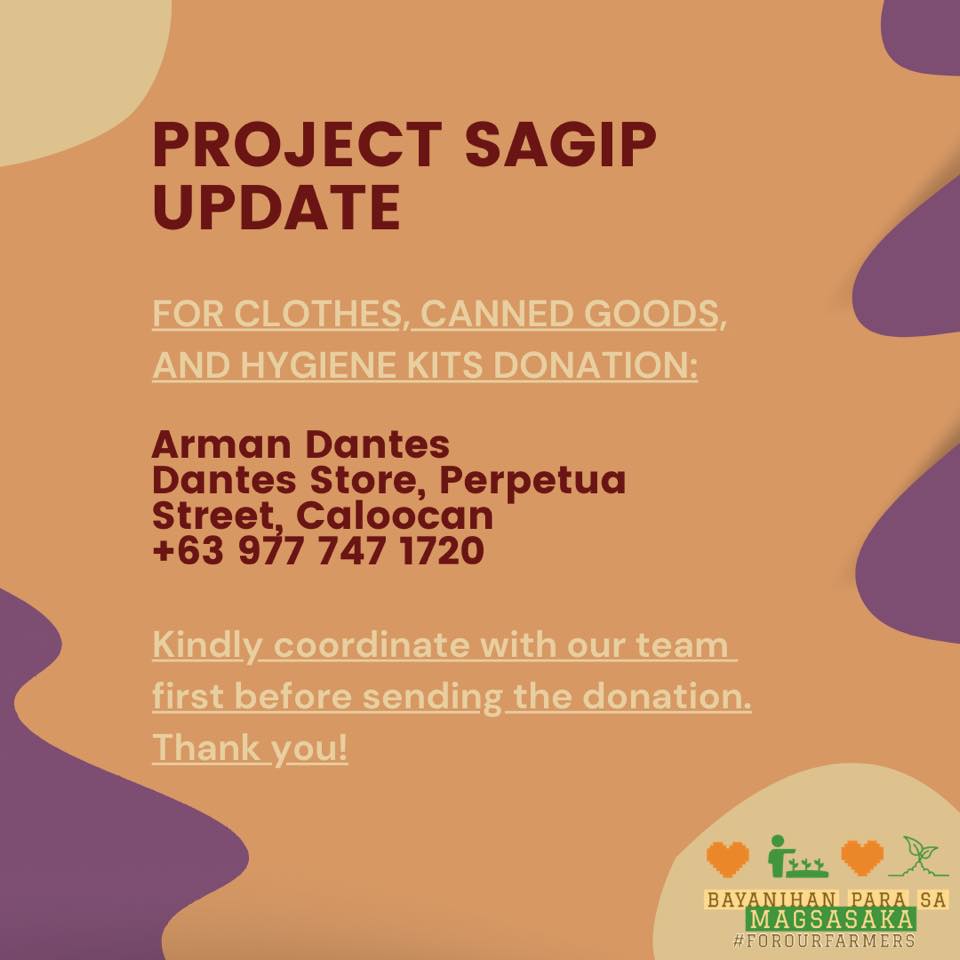 PROJECT SAGIP
UPDATE
FOR CLOTHES, CANNED GOODS,
AND HYGIENE KITS DONATION:
Arman Dantes
Dantes Store, Perpetua
Street, Caloocan
+63 977 747 1720
Kindly coordinate with our team
first before sending the donation.
Thank you!
BAYANIHAN PARA SA
MAGSASAKA
#FOROURFARMERS